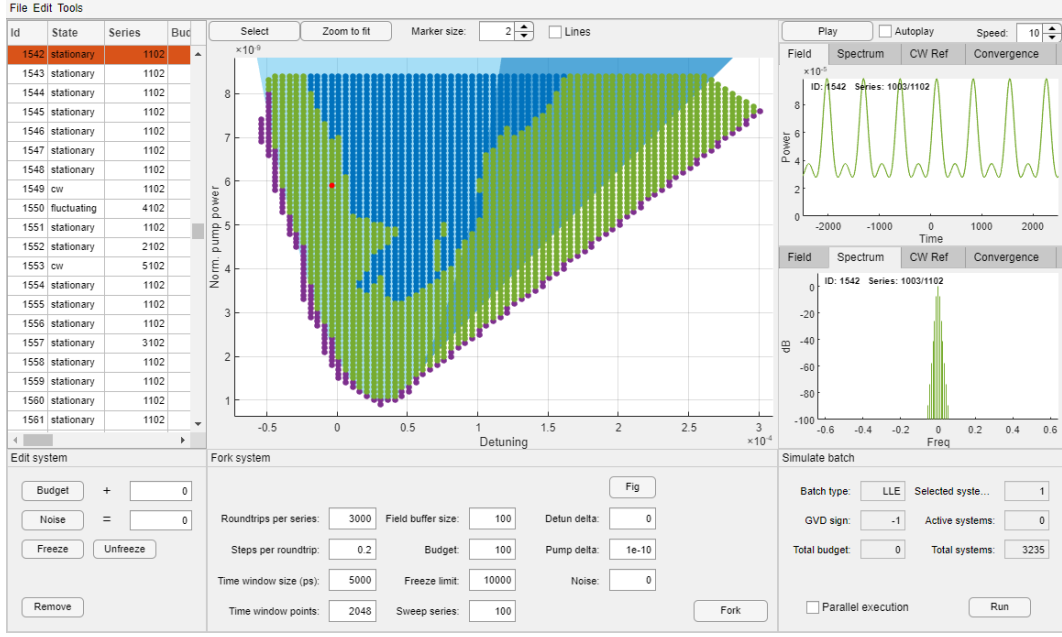 File Edit Tools
Id State Series Bud
1542 stationary 1102
1543 stationary 1102
1544 stationary 1102
1545 stationary 1102
1546 stationary 1102
1547 stationary 1102
1548 stationary 1102
1549 cw 1102
1550 fluctuating 4102
1551 stationary 1102
1552 stationary 2102
1553 cw 5102
1554 stationary 1102
1555 stationary 1102
1556 stationary 1102
1557 stationary 3102
1558 stationary 1102
1559 stationary 1102
1560 stationary 1102
1561 stationary 1102
Select Zoom to fit Marker size: 2 Lines
×10⁻⁹
8
7
6
5
4
3
2
1
Norm. pump power
-0.5 0 0.5 1 1.5 2 2.5 3
Detuning
×10⁻⁴
Play Autoplay Speed: 10
Field Spectrum CW Ref Convergence
×10⁻⁵
ID: 1542 Series: 1003/1102
8
6
4
2
0
Power
-2000 -1000 0 1000 2000
Time
Field Spectrum CW Ref Convergence
ID: 1542 Series: 1003/1102
0
-20
-40
-60
-80
-100
dB
-0.6 -0.4 -0.2 0 0.2 0.4 0.6
Freq
Edit system
Budget + 0
Noise = 0
Freeze Unfreeze
Remove
Fork system
Fig
Roundtrips per series: 3000 Field buffer size: 100 Detun delta: 0
Steps per roundtrip: 0.2 Budget: 100 Pump delta: 1e-10
Time window size (ps): 5000 Freeze limit: 10000 Noise: 0
Time window points: 2048 Sweep series: 100 Fork
Simulate batch
Batch type: LLE Selected syste... 1
GVD sign: -1 Active systems: 0
Total budget: 0 Total systems: 3235
Parallel execution Run